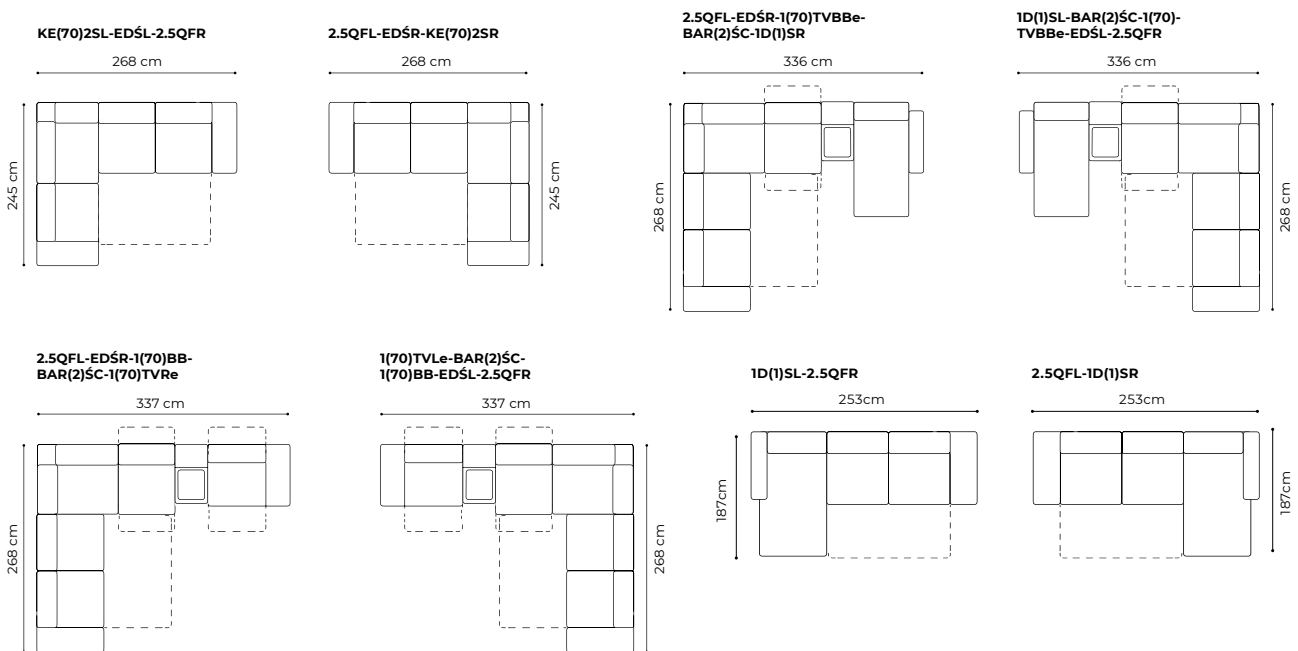 KE(70)2SL-EDŚL-2.5QFR
268 cm
245 cm
2.5QFL-EDŚR-KE(70)2SR
268 cm
245 cm
2.5QFL-EDŚR-1(70)TVBBe-
BAR(2)ŚC-1D(1)SR
336 cm
268 cm
1D(1)SL-BAR(2)ŚC-1(70)-
TVBBe-EDŚL-2.5QFR
336 cm
268 cm
2.5QFL-EDŚR-1(70)BB-
BAR(2)ŚC-1(70)TVRe
337 cm
268 cm
1(70)TVLe-BAR(2)ŚC-
1(70)BB-EDŚL-2.5QFR
337 cm
268 cm
1D(1)SL-2.5QFR
253cm
187cm
2.5QFL-1D(1)SR
253cm
187cm